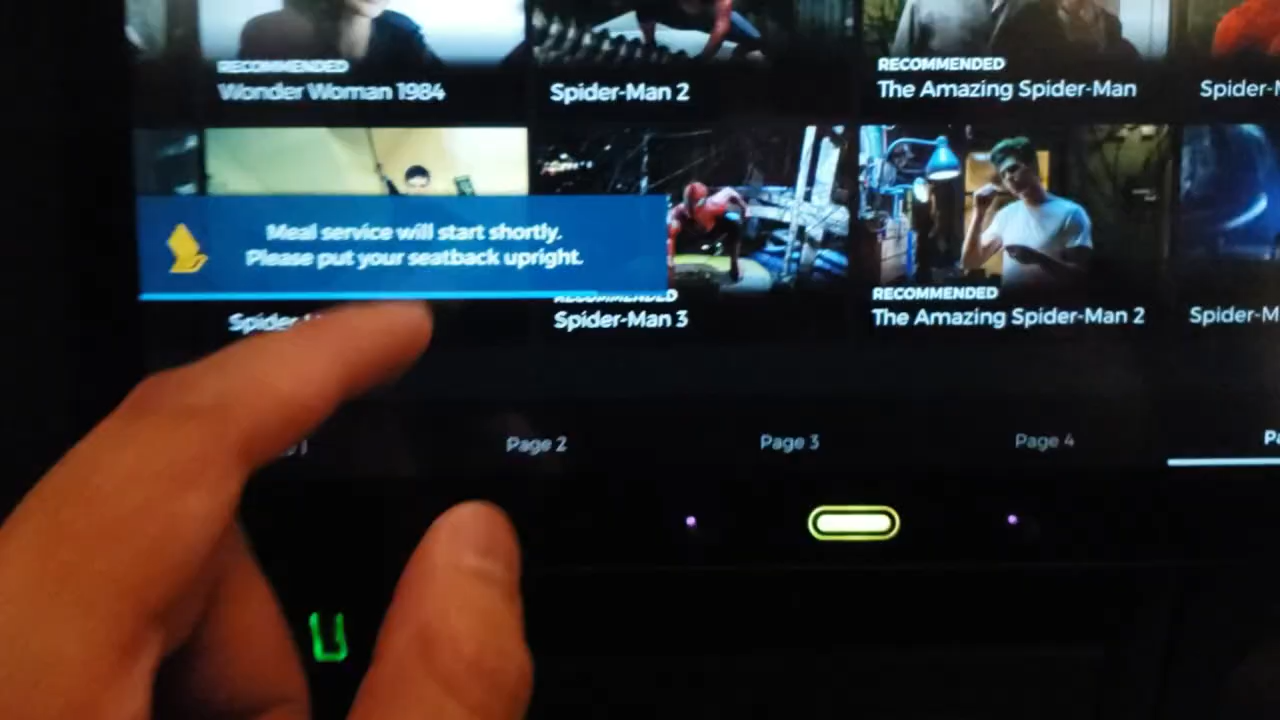 RECOMMENDED
Wonder Woman 1984
Spider-Man 2
RECOMMENDED
The Amazing Spider-Man
Meal service will start shortly.
Please put your seatback upright.
RECOMMENDED
Spider-Man 3
RECOMMENDED
The Amazing Spider-Man 2
Page 2
Page 3
Page 4